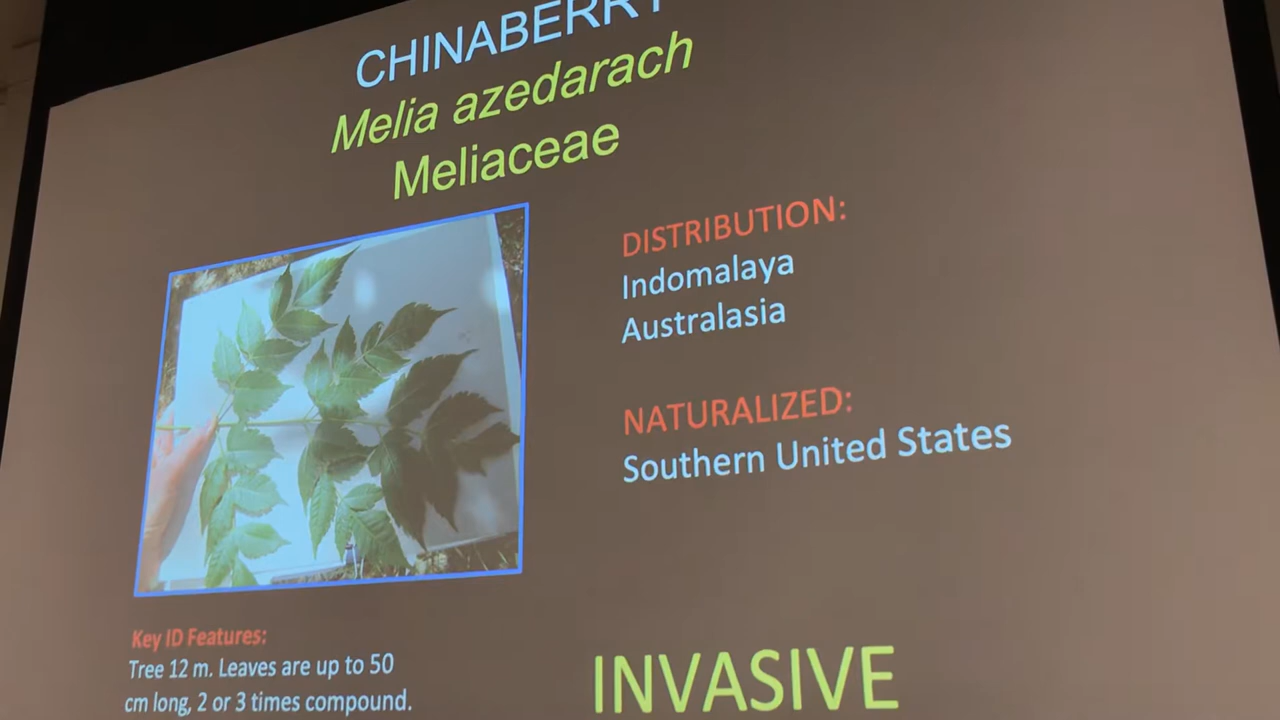 CHINABERRY
Melia azedarach
Meliaceae
DISTRIBUTION:
Indomalaya
Australasia
NATURALIZED:
Southern United States
Key ID Features:
Tree 12 m. Leaves are up to 50
cm long, 2 or 3 times compound.
INVASIVE